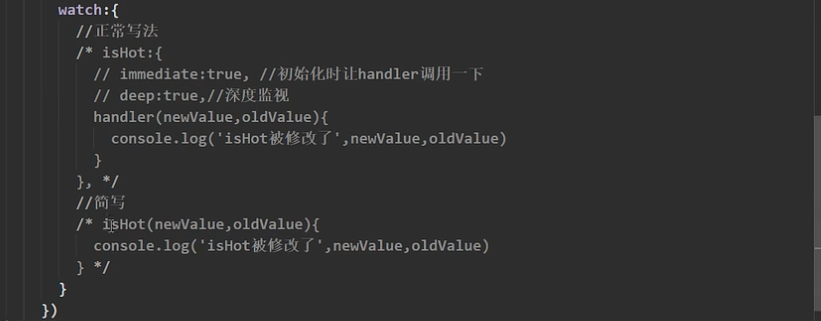 watch:{
//正常写法
/* isHot:{
// immediate:true, //初始化时让handler调用一下
// deep:true,//深度监视
handler(newValue,oldValue){
console.log('isHot被修改了',newValue,oldValue)
}
}, */
//简写
/* isHot(newValue,oldValue){
console.log('isHot被修改了',newValue,oldValue)
} */
}
})